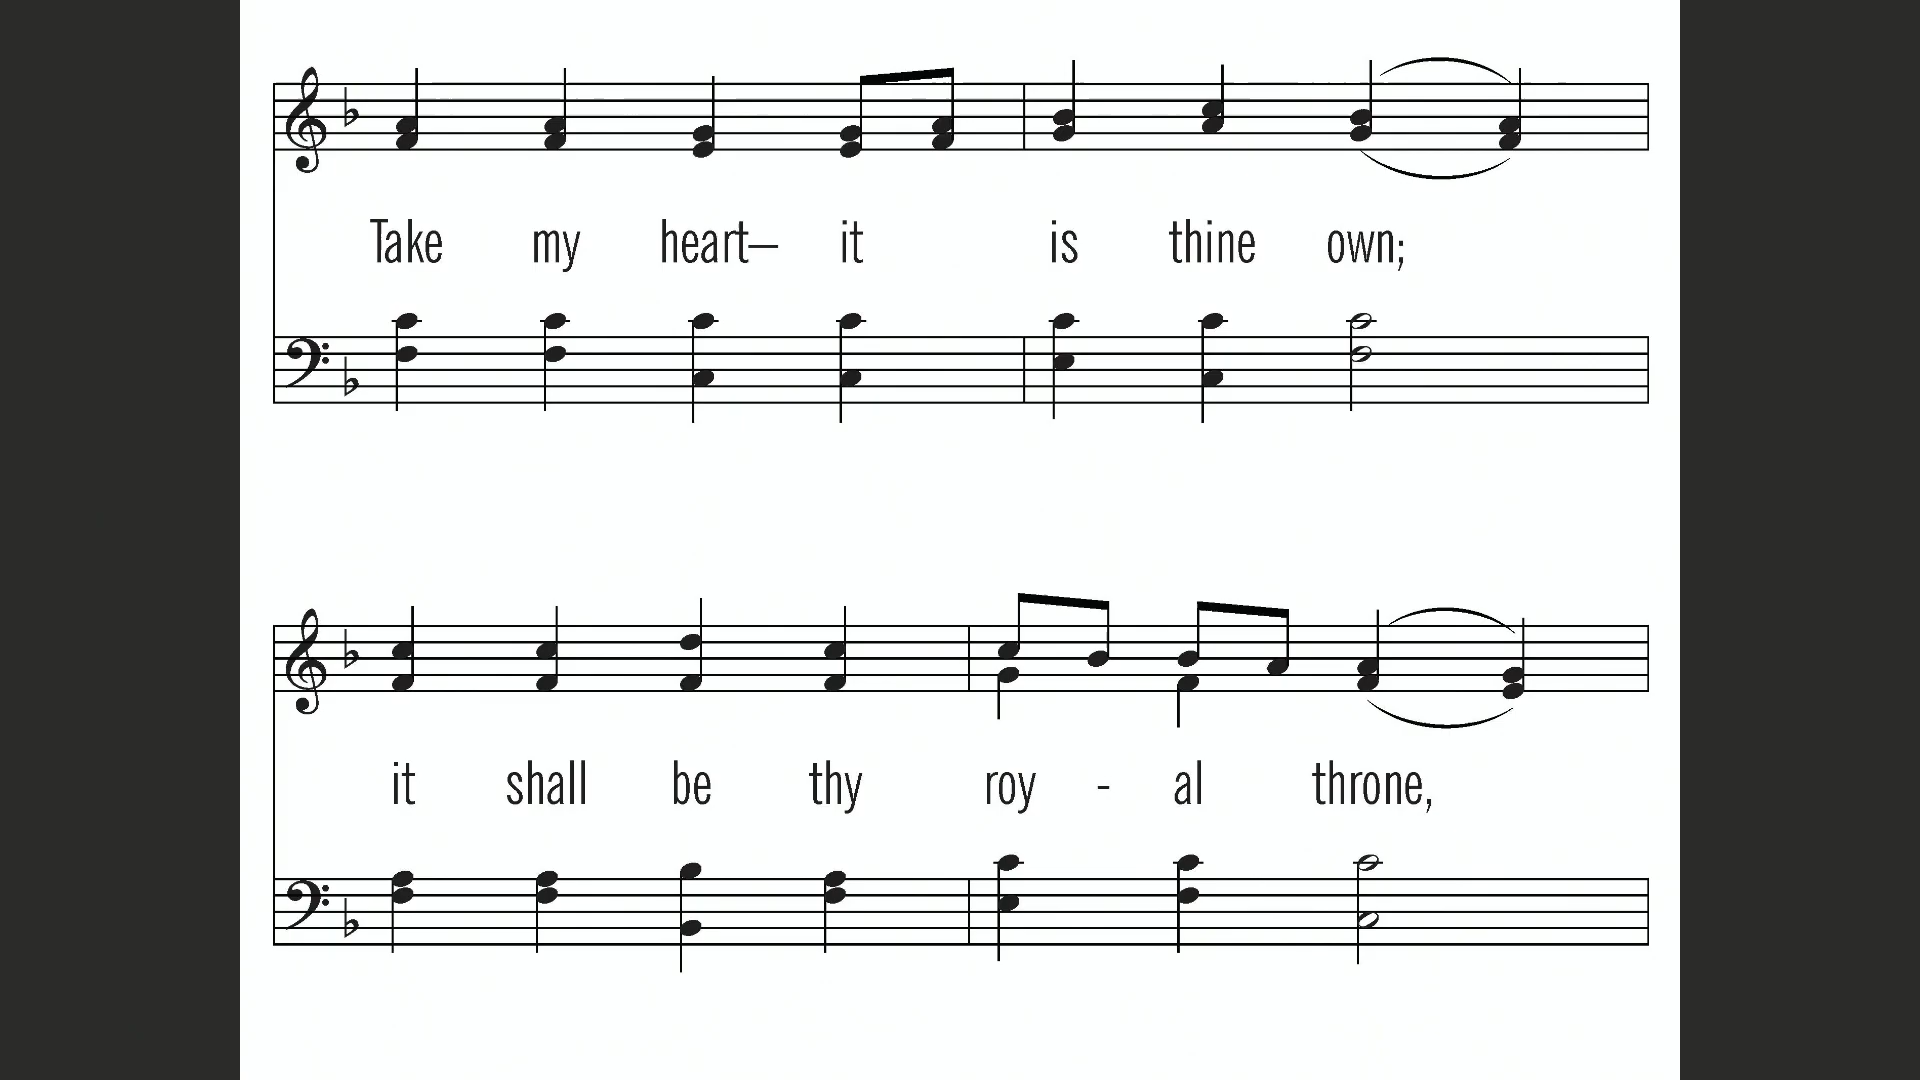 Take my heart– it is thine own;
it shall be thy roy - al throne,